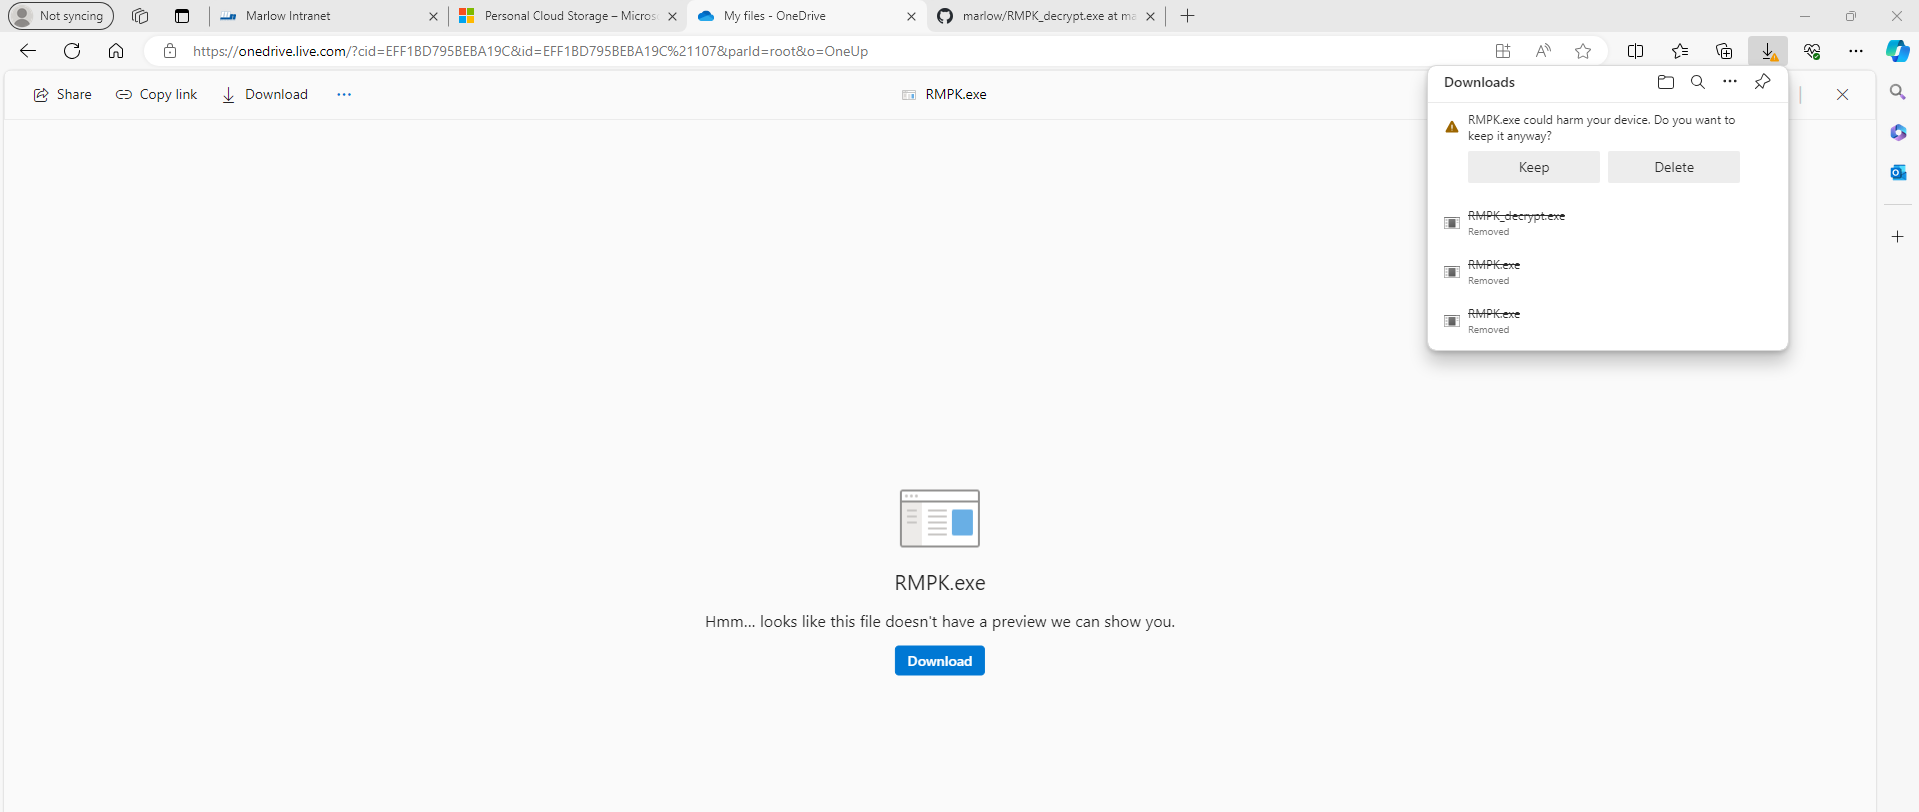 Not syncing
Marlow Intranet
Personal Cloud Storage – Micros
My files - OneDrive
marlow/RMPK_decrypt.exe at ma
https://onedrive.live.com/?cid=EFF1BD795BEBA19C&id=EFF1BD795BEBA19C%21107&parId=root&o=OneUp
Share
Copy link
Download
RMPK.exe
Downloads
RMPK.exe could harm your device. Do you want to
keep it anyway?
Keep
Delete
RMPK_decrypt.exe
Removed
RMPK.exe
Removed
RMPK.exe
Removed
RMPK.exe
Hmm... looks like this file doesn't have a preview we can show you.
Download